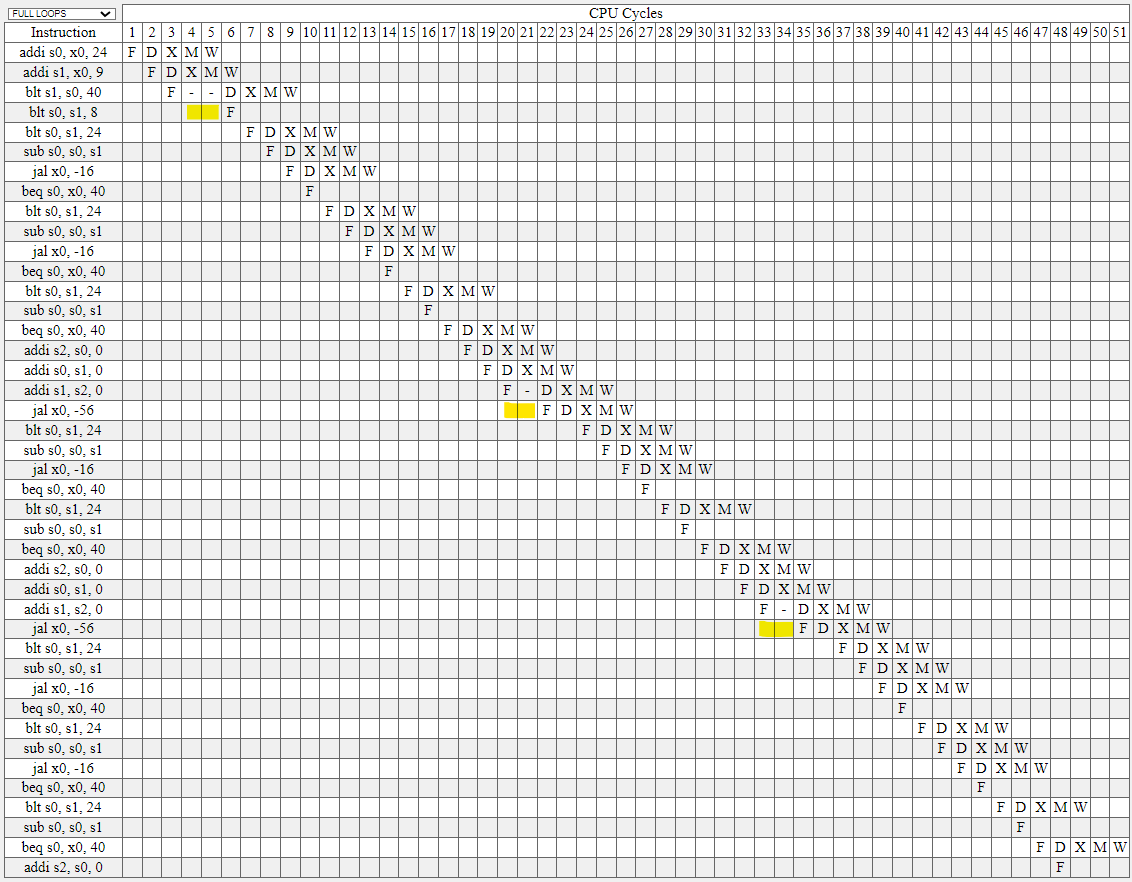 FULL LOOPS CPU Cycles
Instruction 1 2 3 4 5 6 7 8 9 10 11 12 13 14 15 16 17 18 19 20 21 22 23 24 25 26 27 28 29 30 31 32 33 34 35 36 37 38 39 40 41 42 43 44 45 46 47 48 49 50 51
addi s0, x0, 24 F D X M W
addi s1, x0, 9 F D X M W
blt s1, s0, 40 F - - D X M W
blt s0, s1, 8 F
blt s0, s1, 24 F D X M W
sub s0, s0, s1 F D X M W
jal x0, -16 F D X M W
beq s0, x0, 40 F
blt s0, s1, 24 F D X M W
sub s0, s0, s1 F D X M W
jal x0, -16 F D X M W
beq s0, x0, 40 F
blt s0, s1, 24 F D X M W
sub s0, s0, s1 F
beq s0, x0, 40 F D X M W
addi s2, s0, 0 F D X M W
addi s0, s1, 0 F D X M W
addi s1, s2, 0 F - D X M W
jal x0, -56 F D X M W
blt s0, s1, 24 F D X M W
sub s0, s0, s1 F D X M W
jal x0, -16 F D X M W
beq s0, x0, 40 F
blt s0, s1, 24 F D X M W
sub s0, s0, s1 F
beq s0, x0, 40 F D X M W
addi s2, s0, 0 F D X M W
addi s0, s1, 0 F D X M W
addi s1, s2, 0 F - D X M W
jal x0, -56 F D X M W
blt s0, s1, 24 F D X M W
sub s0, s0, s1 F D X M W
jal x0, -16 F D X M W
beq s0, x0, 40 F
blt s0, s1, 24 F D X M W
sub s0, s0, s1 F D X M W
jal x0, -16 F D X M W
beq s0, x0, 40 F
blt s0, s1, 24 F D X M W
sub s0, s0, s1 F
beq s0, x0, 40 F D X M W
addi s2, s0, 0 F